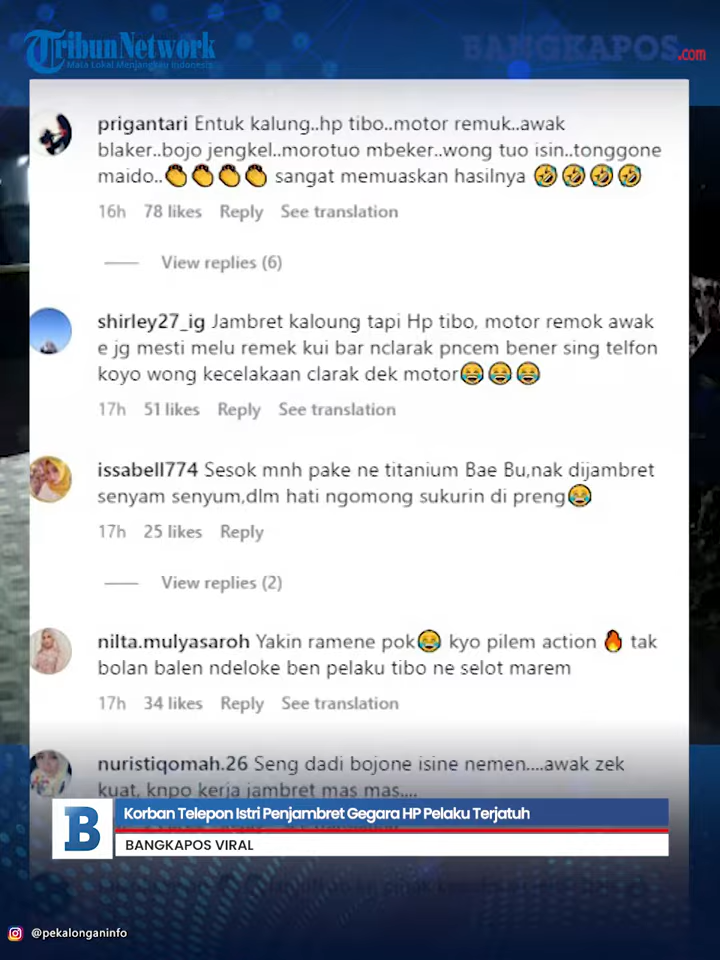 TribunNetwork
Mata Lokal Menjangkau Indonesia
BANGKAPOS.com
prigantari Entuk kalung..hp tibo..motor remuk..awak
blaker..bojo jengkel..morotuo mbeker..wong tuo isin..tonggone
maido..👏👏👏👏 sangat memuaskan hasilnya 🤣🤣🤣🤣
16h 78 likes Reply See translation
View replies (6)
shirley27_ig Jambret kaloung tapi Hp tibo, motor remok awak
e jg mesti melu remek kui bar nclarak pncem bener sing telfon
koyo wong kecelakaan clarak dek motor😂😂😂
17h 51 likes Reply See translation
issabell774 Sesok mnh pake ne titanium Bae Bu,nak dijambret
senyam senyum,dlm hati ngomong sukurin di preng😂
17h 25 likes Reply
View replies (2)
nilta.mulyasaroh Yakin ramene pok😂 kyo pilem action 🔥 tak
bolan balen ndeloke ben pelaku tibo ne selot marem
17h 34 likes Reply See translation
nuristiqomah.26 Seng dadi bojone isine nemen....awak zek
kuat, knpo kerja jambret mas mas....
B
Korban Telepon Istri Penjambret Gegara HP Pelaku Terjatuh
BANGKAPOS VIRAL
@pekalonganinfo